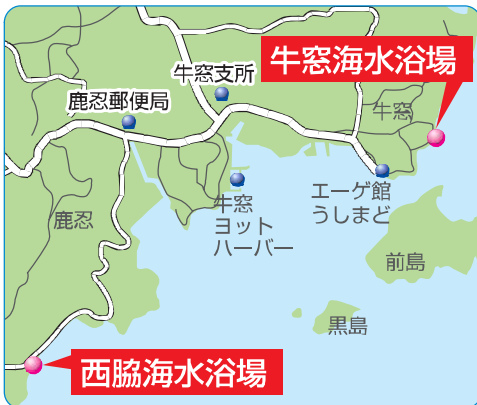 牛窓海水浴場
牛窓支所
鹿忍郵便局
牛窓
エーゲ館
うしまど
牛窓
ヨット
ハーバー
鹿忍
前島
黒島
西脇海水浴場